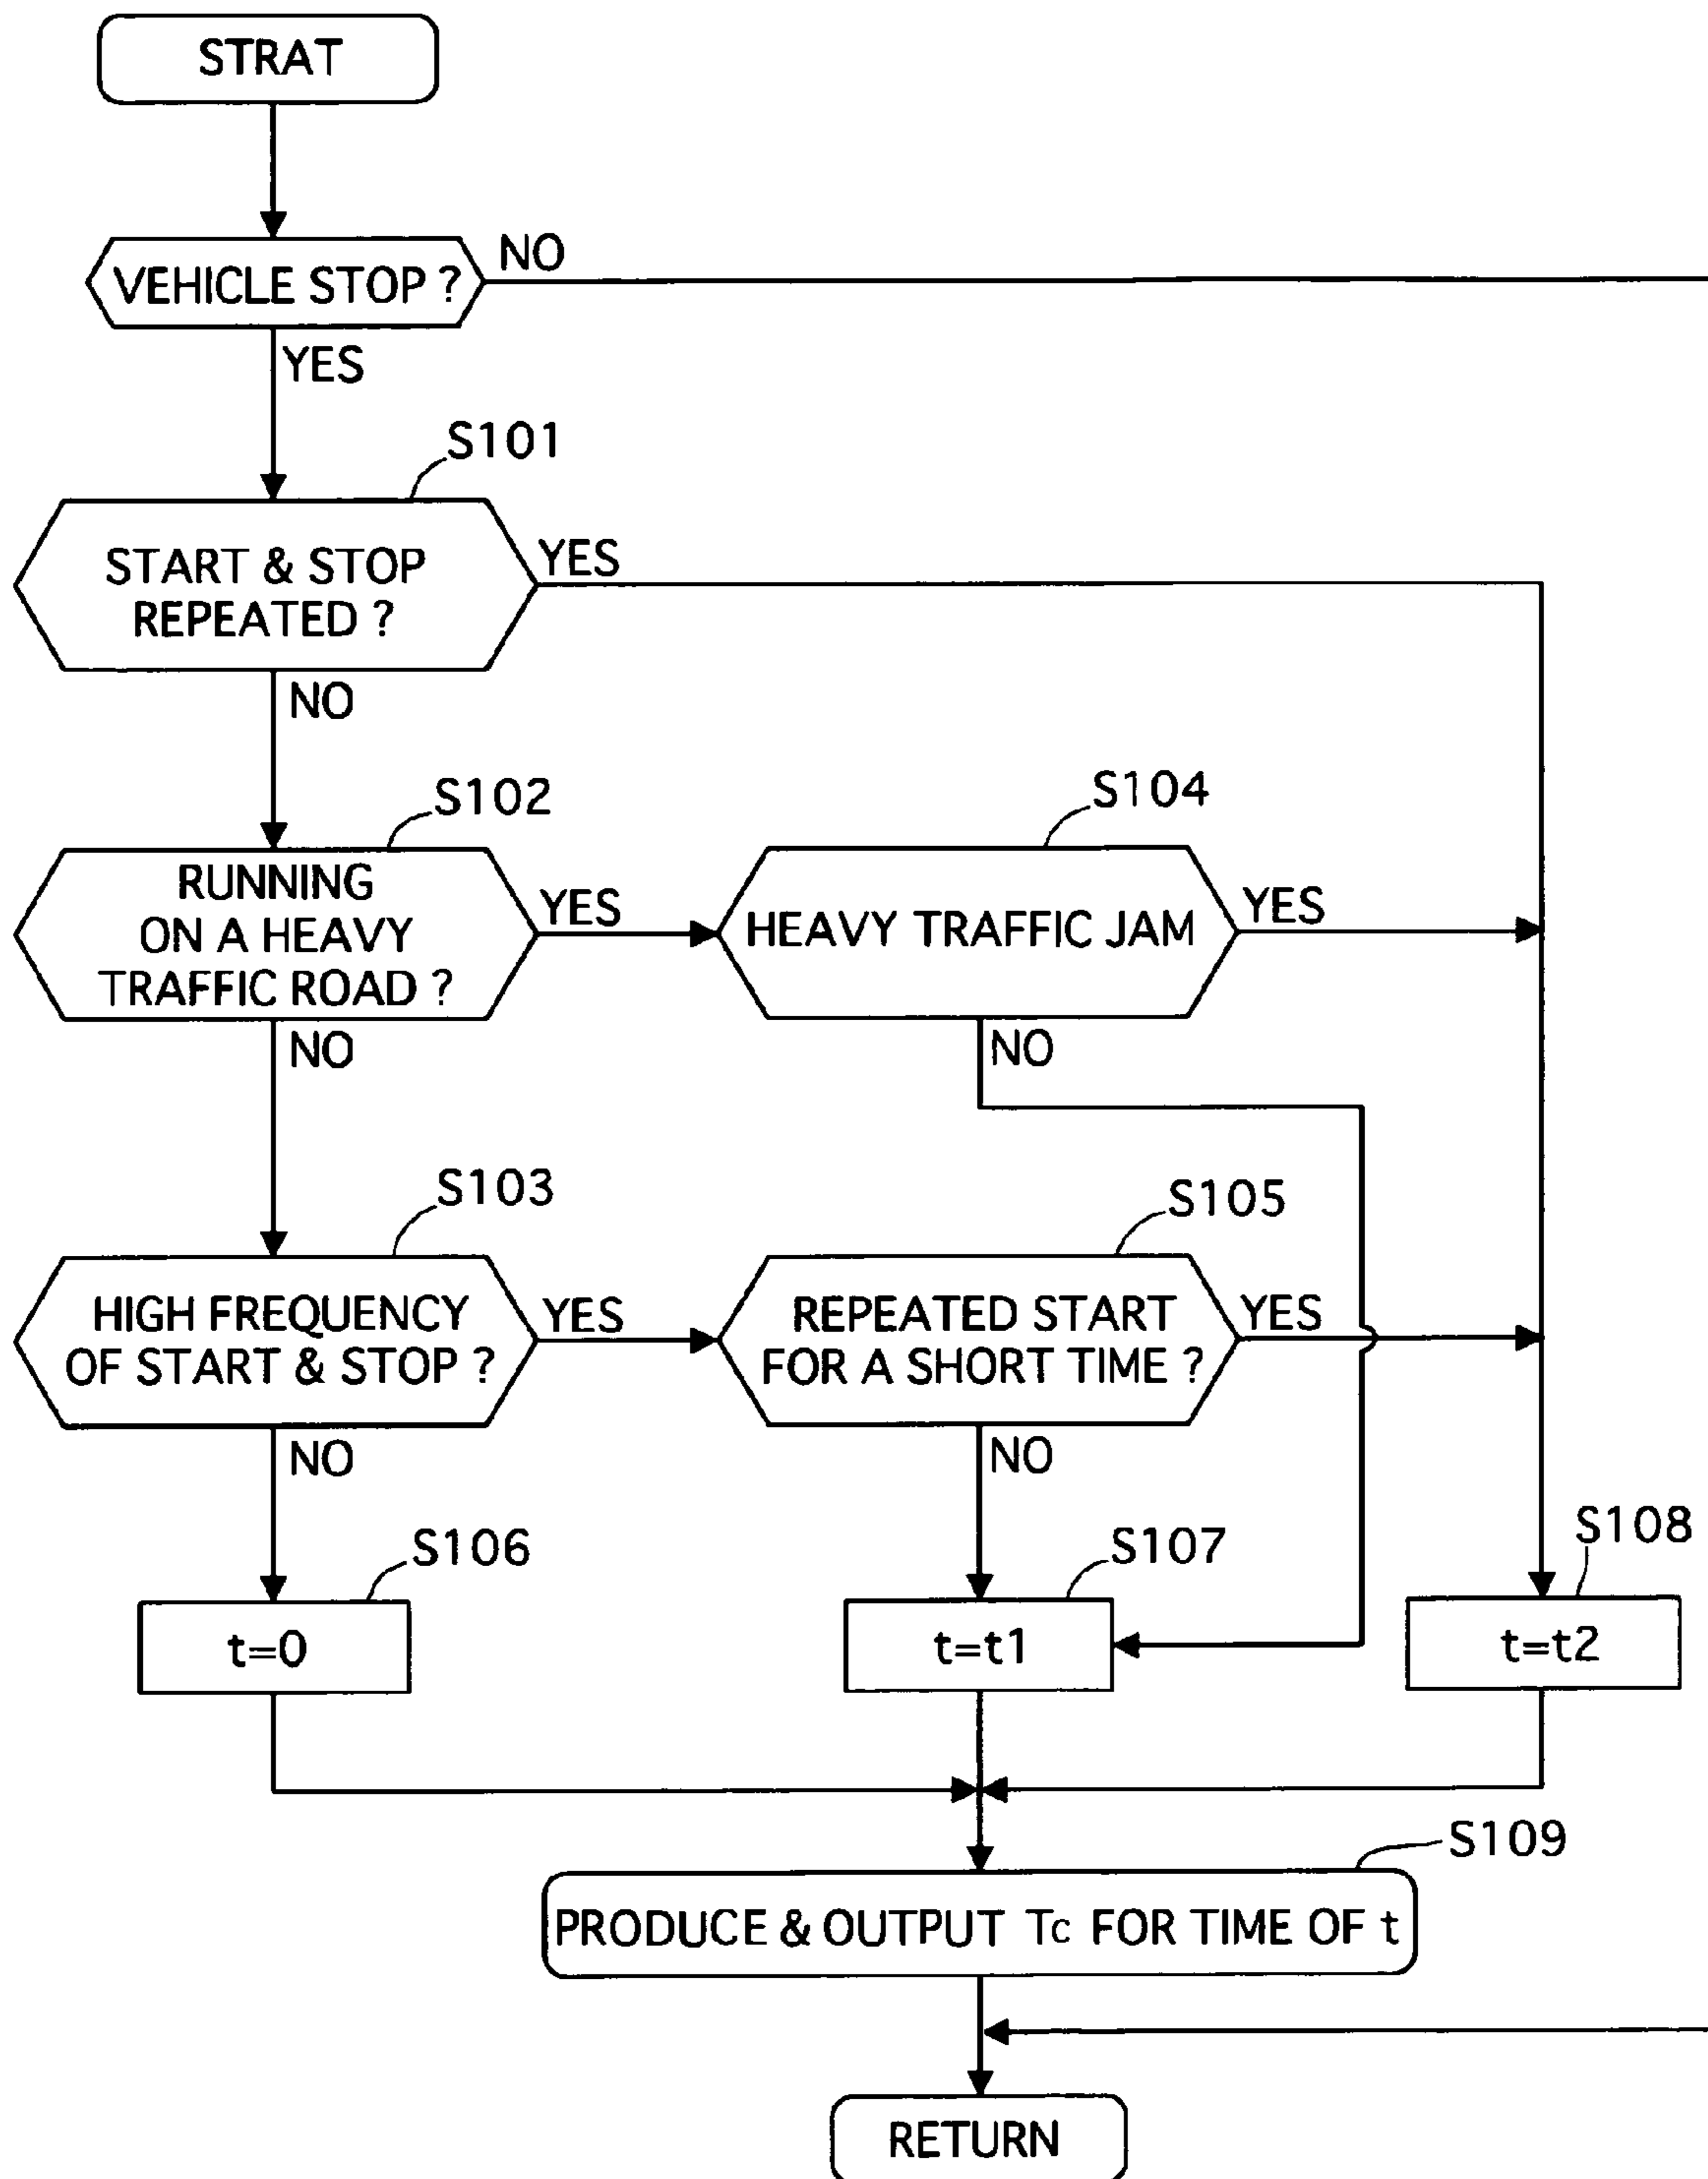 STRAT
VEHICLE STOP ?
NO
YES
S101
START & STOP
REPEATED ?
YES
NO
S102
RUNNING
ON A HEAVY
TRAFFIC ROAD ?
YES
NO
S104
HEAVY TRAFFIC JAM
YES
NO
S103
HIGH FREQUENCY
OF START & STOP ?
YES
NO
S105
REPEATED START
FOR A SHORT TIME ?
YES
NO
S106
t=0
S107
t=t1
S108
t=t2
S109
PRODUCE & OUTPUT Tc FOR TIME OF t
RETURN